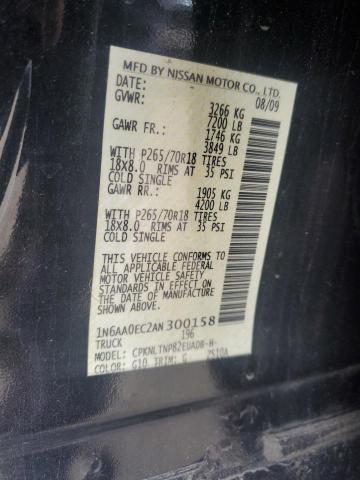 MFD BY NISSAN MOTOR CO., LTD.
DATE: 08/09
GVWR: 3266 KG
7200 LB
GAWR FR.: 1746 KG
3849 LB
WITH P265/70R18 TIRES
18X8.0 RIMS AT 35 PSI
COLD SINGLE
GAWR RR.: 1905 KG
4200 LB
WITH P265/70R18 TIRES
18X8.0 RIMS AT 35 PSI
COLD SINGLE
THIS VEHICLE CONFORMS TO
ALL APPLICABLE FEDERAL
MOTOR VEHICLE SAFETY
STANDARDS IN EFFECT ON
THE DATE OF MANUFACTURE
SHOWN ABOVE.
1N6AA0EC2AN300158
TRUCK 196
MODEL: CPKNLTNP82EUADB-H-
COLOR: G10 TRIM: G ZS10A